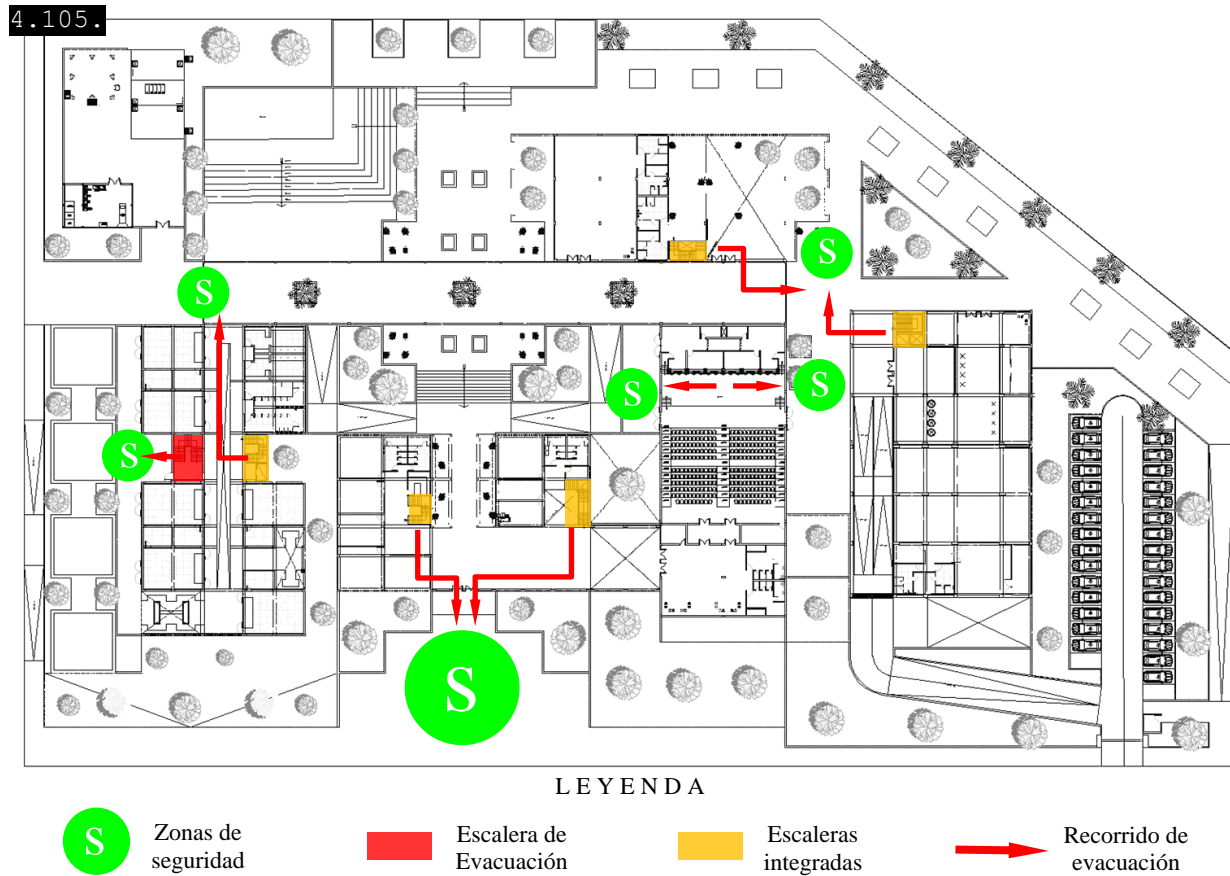 4.105.
S
S
S
S
S
S
LEYENDA
S
Zonas de
seguridad
Escalera de
Evacuación
Escaleras
integradas
Recorrido de
evacuación